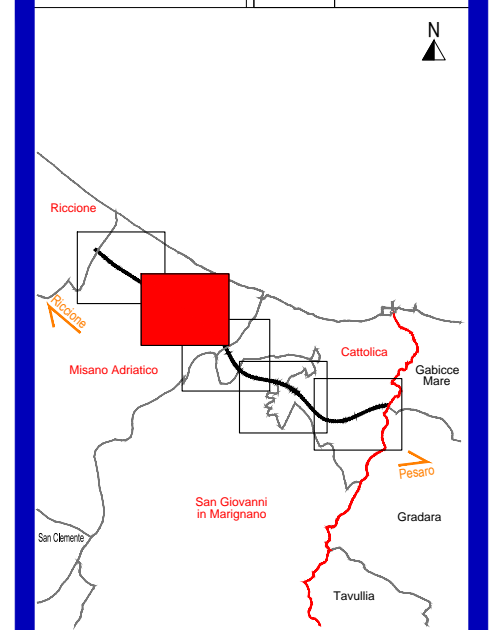 N
Riccione
Riccione
Misano Adriatico
Cattolica
Gabicce
Mare
Pesaro
San Giovanni
in Marignano
Gradara
San Clemente
Tavullia